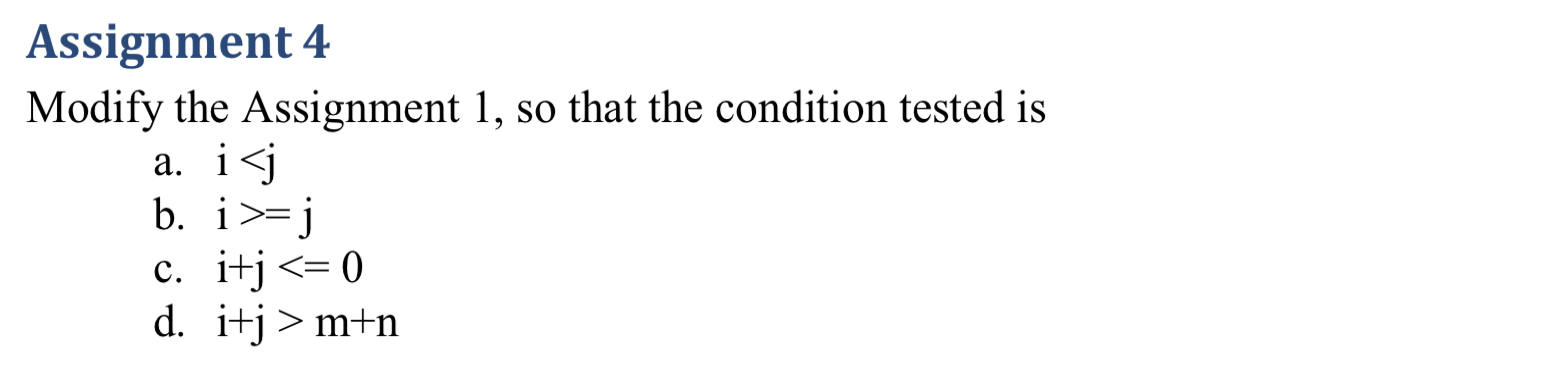 Assignment 4
Modify the Assignment 1, so that the condition tested is
a. i <j
b. i >= j
c. i+j <= 0
d. i+j > m+n